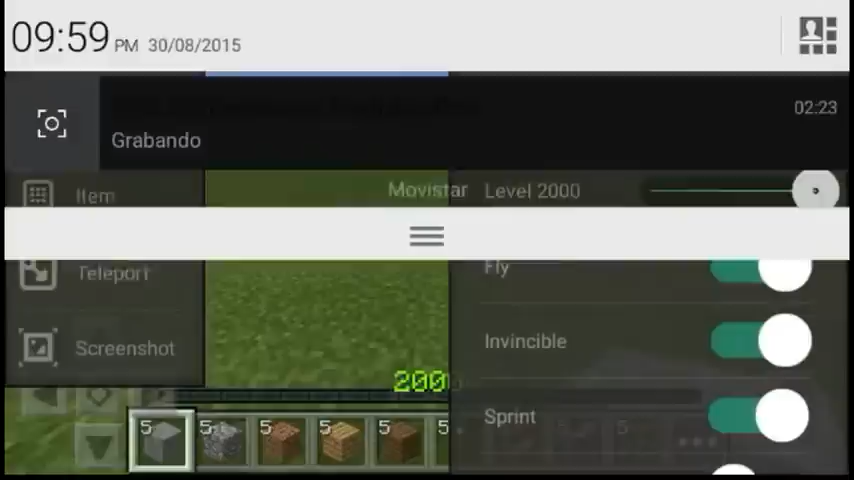 09:59 PM 30/08/2015
02:23
Grabando
Item
Movistar
Level 2000
Teleport
Fly
Invincible
Screenshot
200
Sprint
5 5 5 5 5 5